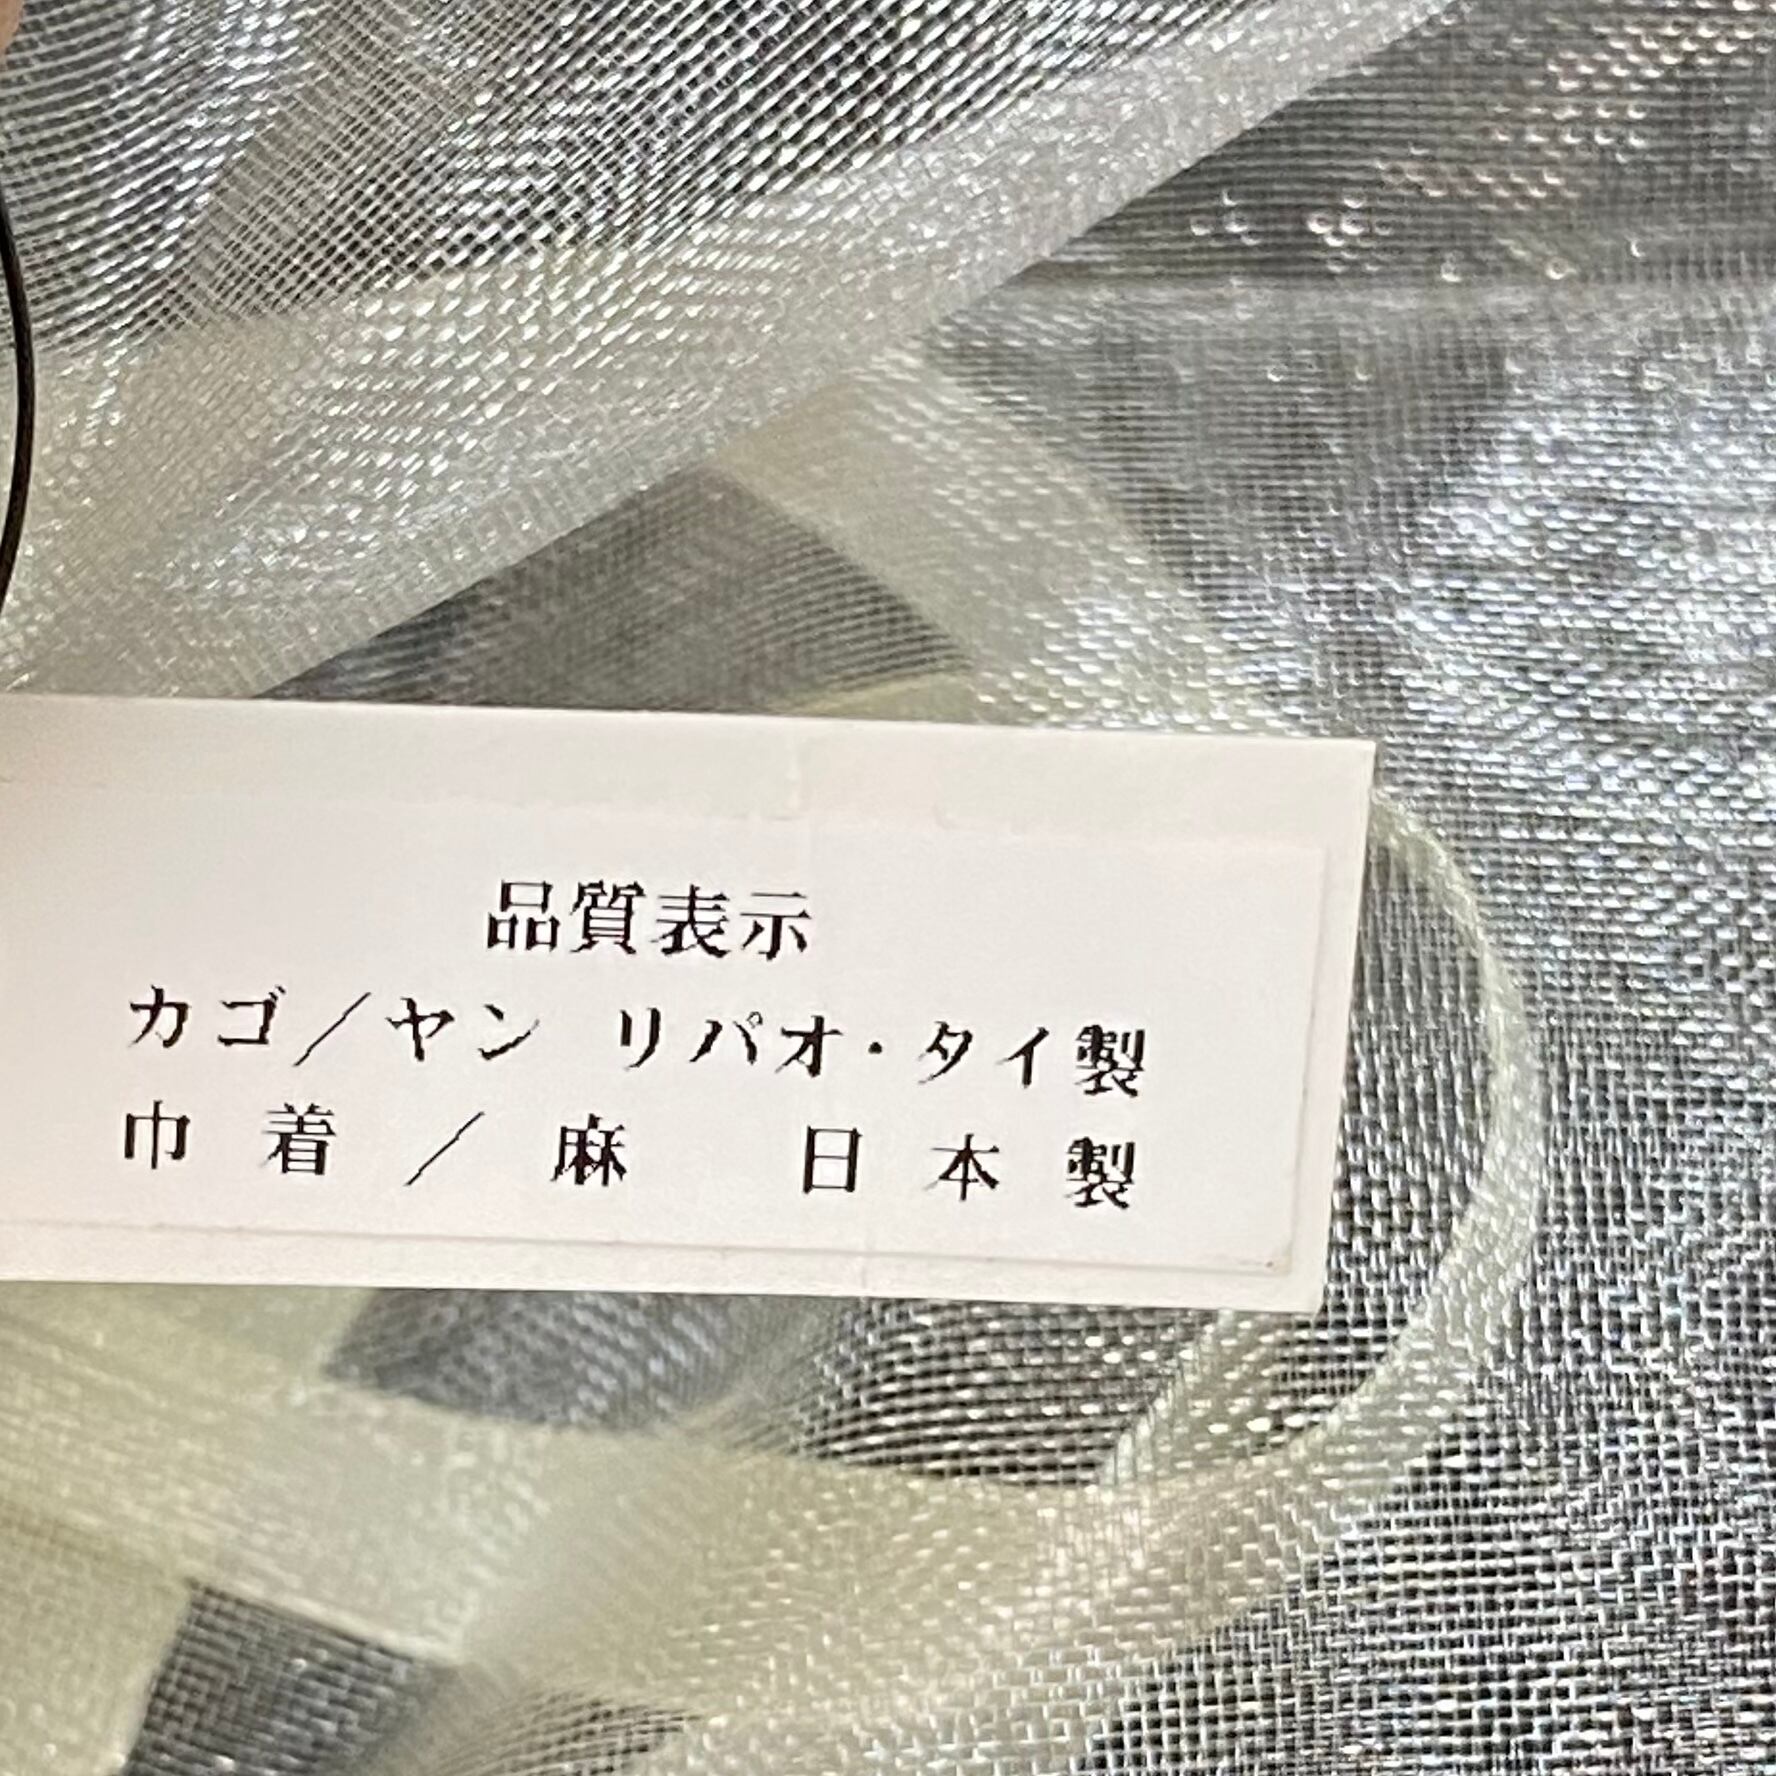 品質表示
カゴ／ヤン リパオ・タイ製
巾着／麻 日本製